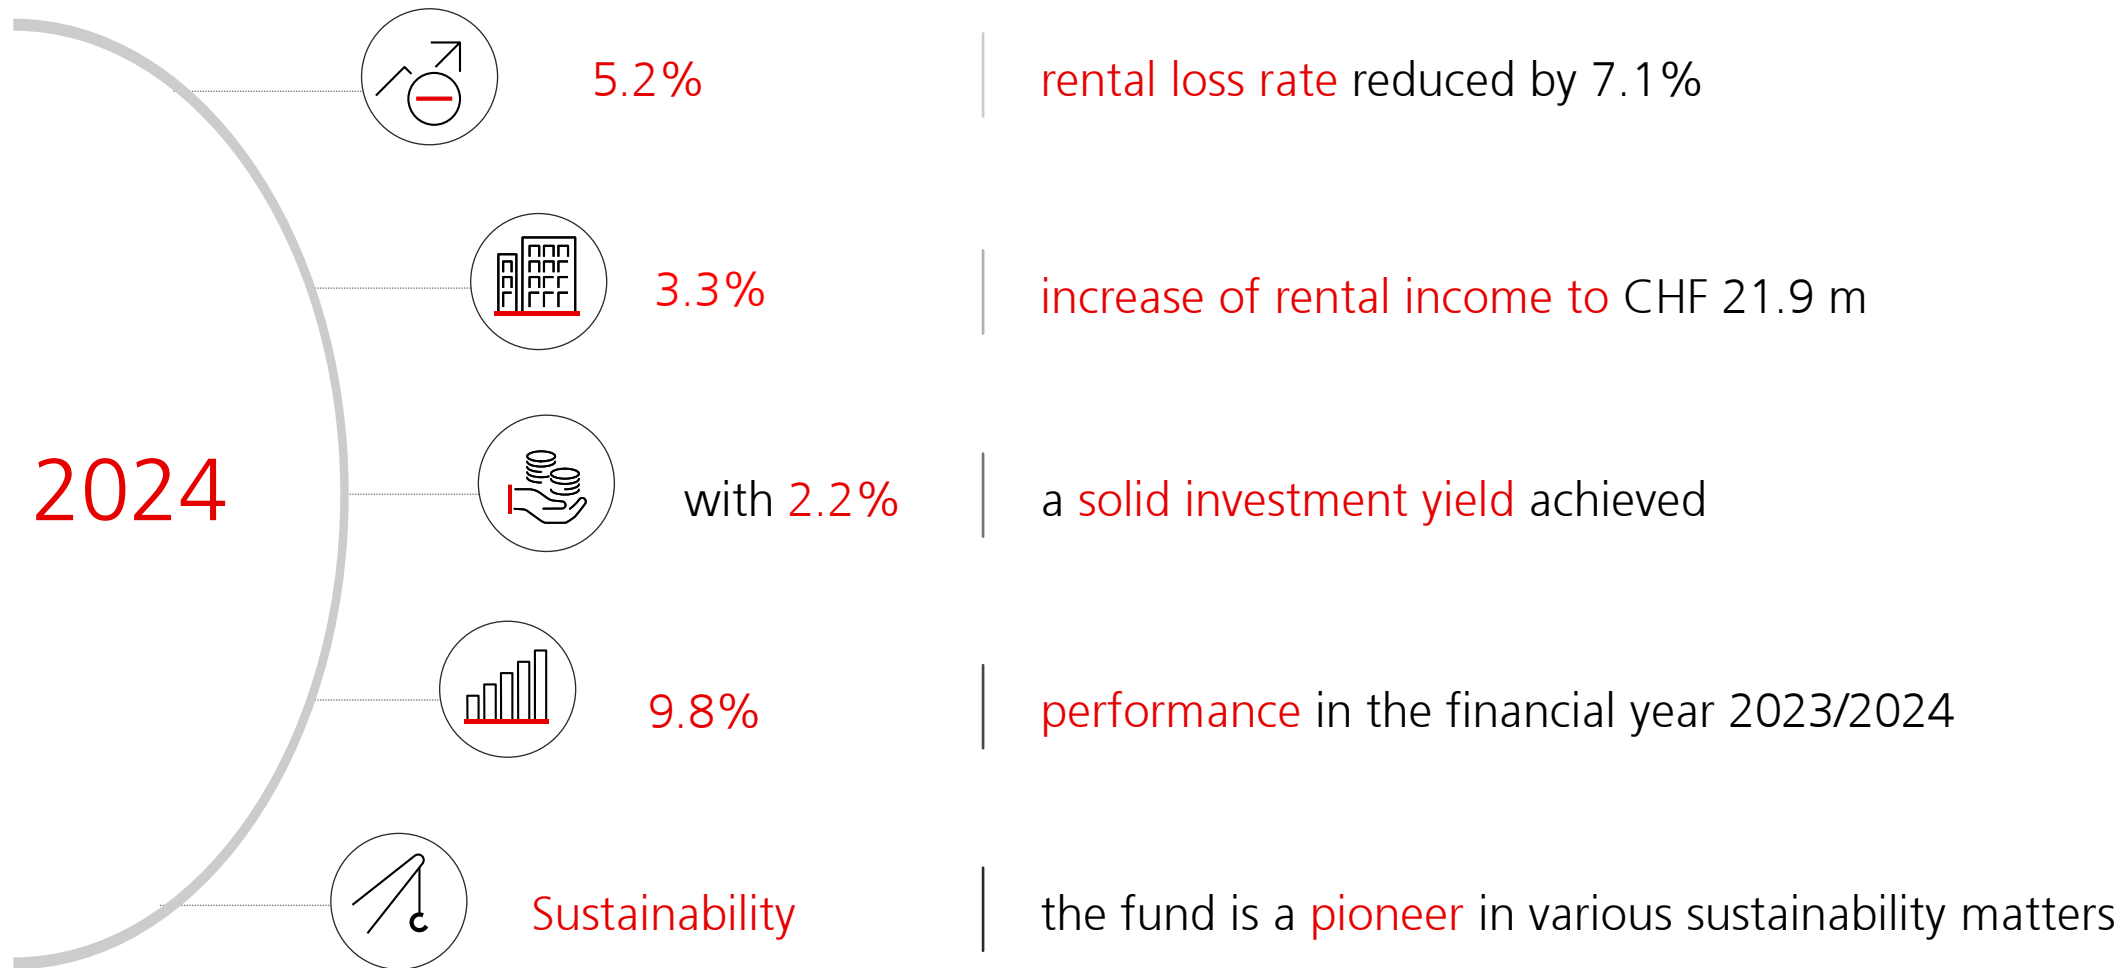 5.2% rental loss rate reduced by 7.1%
3.3% increase of rental income to CHF 21.9 m
2024
with 2.2% a solid investment yield achieved
9.8% performance in the financial year 2023/2024
Sustainability the fund is a pioneer in various sustainability matters